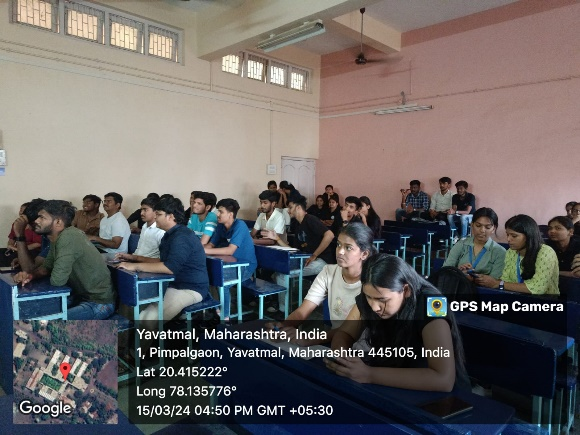 GPS Map Camera
Yavatmal, Maharashtra, India
1, Pimpalgaon, Yavatmal, Maharashtra 445105, India
Lat 20.415222°
Long 78.135776°
15/03/24 04:50 PM GMT +05:30
Google